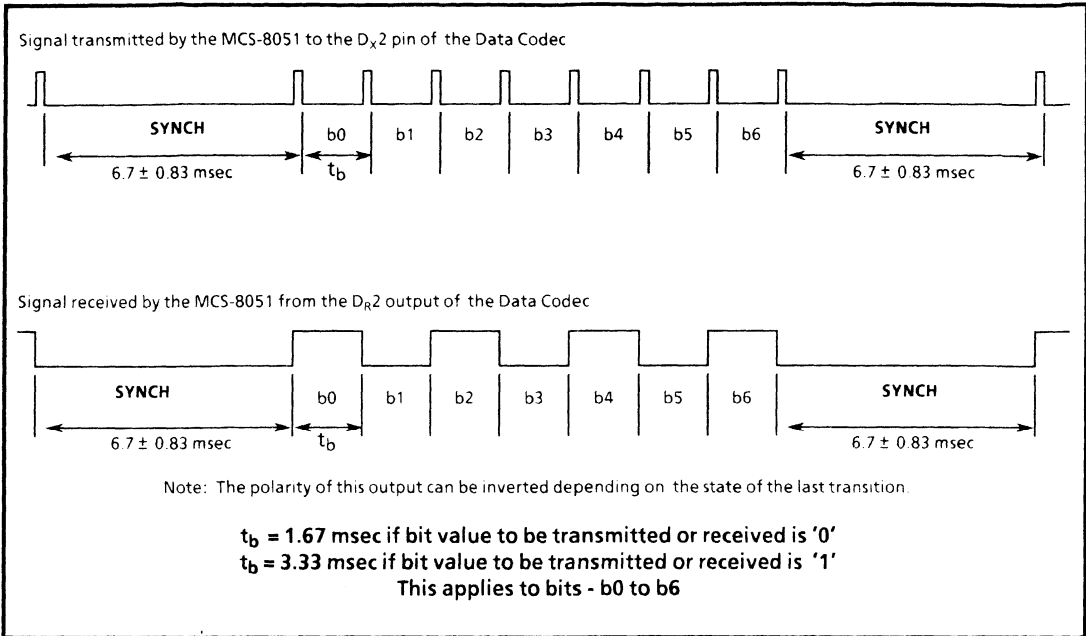 Signal transmitted by the MCS-8051 to the Dx2 pin of the Data Codec
SYNCH b0 b1 b2 b3 b4 b5 b6 SYNCH
6.7 ± 0.83 msec tb 6.7 ± 0.83 msec
Signal received by the MCS-8051 from the DR2 output of the Data Codec
SYNCH b0 b1 b2 b3 b4 b5 b6 SYNCH
6.7 ± 0.83 msec tb 6.7 ± 0.83 msec
Note: The polarity of this output can be inverted depending on the state of the last transition.
tb = 1.67 msec if bit value to be transmitted or received is '0'
tb = 3.33 msec if bit value to be transmitted or received is '1'
This applies to bits - b0 to b6